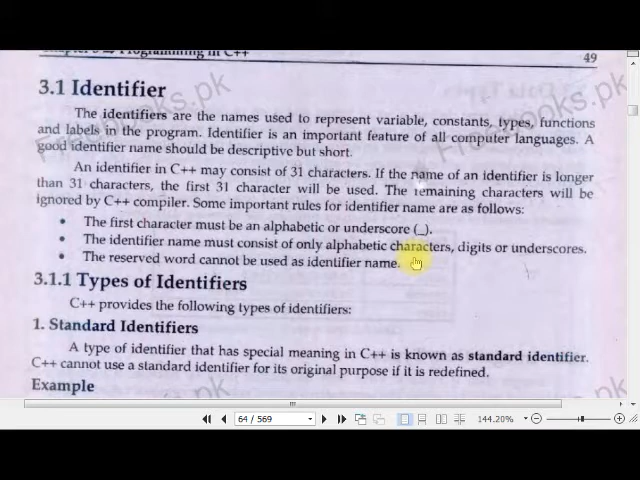 Programming in C++
49
3.1 Identifier
The identifiers are the names used to represent variable, constants, types, functions
and labels in the program. Identifier is an important feature of all computer languages. A
good identifier name should be descriptive but short.
An identifier in C++ may consist of 31 characters. If the name of an identifier is longer
than 31 characters, the first 31 character will be used. The remaining characters will be
ignored by C++ compiler. Some important rules for identifier name are as follows:
• The first character must be an alphabetic or underscore (_).
• The identifier name must consist of only alphabetic characters, digits or underscores.
• The reserved word cannot be used as identifier name.
3.1.1 Types of Identifiers
C++ provides the following types of identifiers:
1. Standard Identifiers
A type of identifier that has special meaning in C++ is known as standard identifier.
C++ cannot use a standard identifier for its original purpose if it is redefined.
Example
64 / 569
144.20%